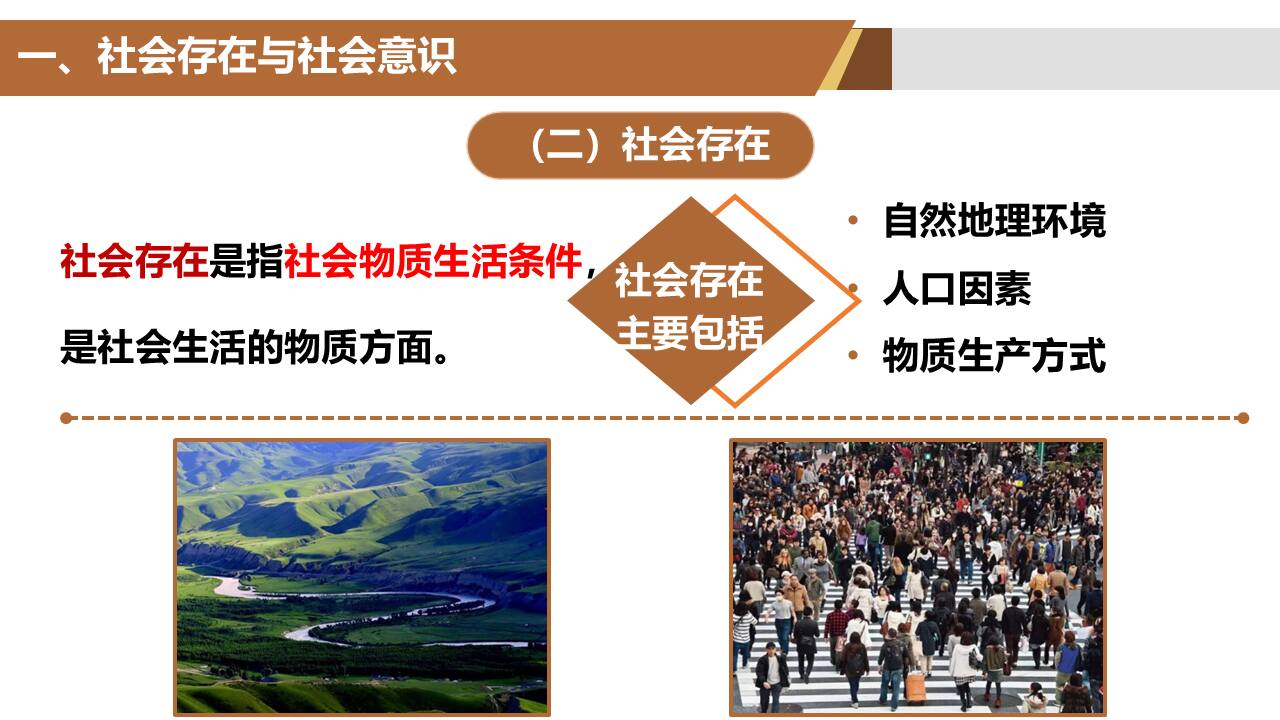 一、社会存在与社会意识
（二）社会存在
社会存在是指社会物质生活条件，
是社会生活的物质方面。
社会存在
主要包括
• 自然地理环境
• 人口因素
• 物质生产方式